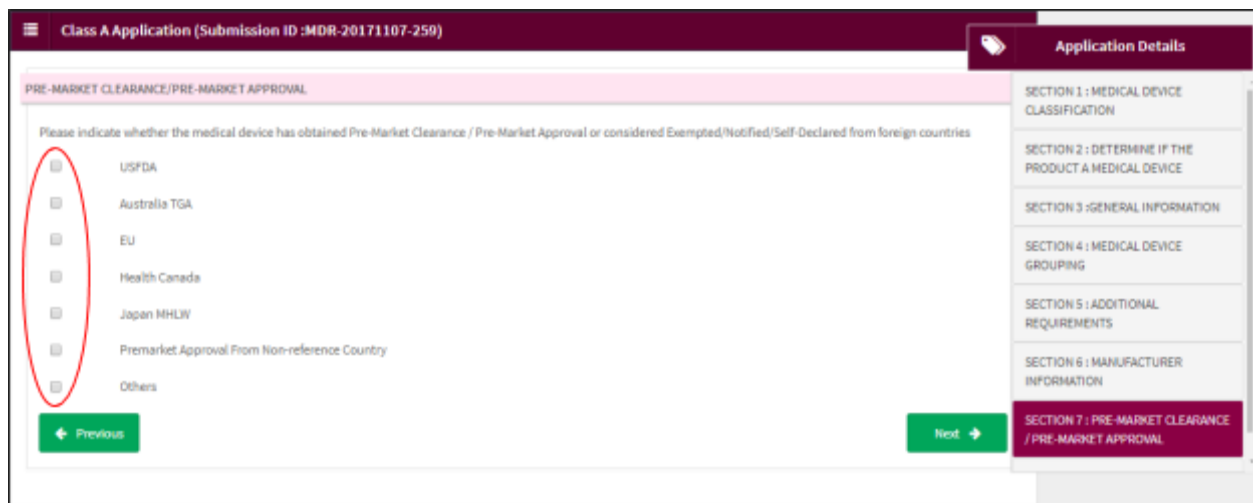 Class A Application (Submission ID :MDR-20171107-259)
Application Details
PRE-MARKET CLEARANCE/PRE-MARKET APPROVAL
Please indicate whether the medical device has obtained Pre-Market Clearance / Pre-Market Approval or considered Exempted/Notified/Self-Declared from foreign countries
USFDA
Australia TGA
EU
Health Canada
Japan MHLW
Premarket Approval From Non-reference Country
Others
Previous
Next
SECTION 1 : MEDICAL DEVICE
CLASSIFICATION
SECTION 2 : DETERMINE IF THE
PRODUCT A MEDICAL DEVICE
SECTION 3 :GENERAL INFORMATION
SECTION 4 : MEDICAL DEVICE
GROUPING
SECTION 5 : ADDITIONAL
REQUIREMENTS
SECTION 6 : MANUFACTURER
INFORMATION
SECTION 7 : PRE-MARKET CLEARANCE
/ PRE-MARKET APPROVAL